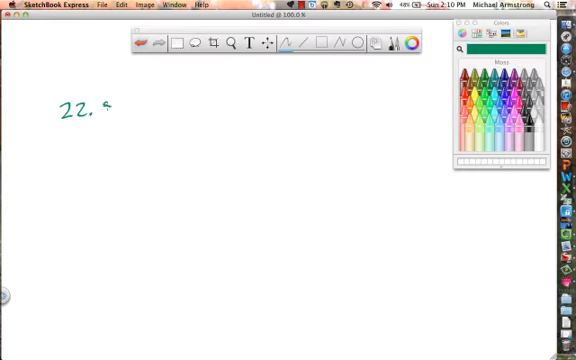 SketchBook Express File Edit Image Window Help 48% Sun 2:10 PM Michael Armstrong
Untitled @ 100.0 %
Colors
T
Moss
22.